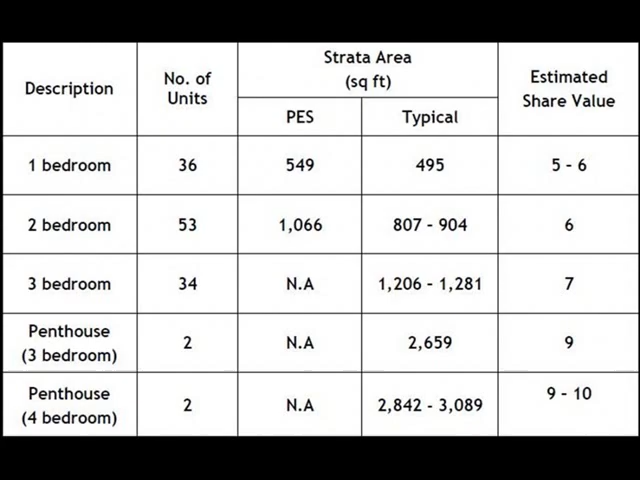 Description No. of Units Strata Area (sq ft) Estimated Share Value
PES Typical
1 bedroom 36 549 495 5 - 6
2 bedroom 53 1,066 807 - 904 6
3 bedroom 34 N.A 1,206 - 1,281 7
Penthouse (3 bedroom) 2 N.A 2,659 9
Penthouse (4 bedroom) 2 N.A 2,842 - 3,089 9 - 10